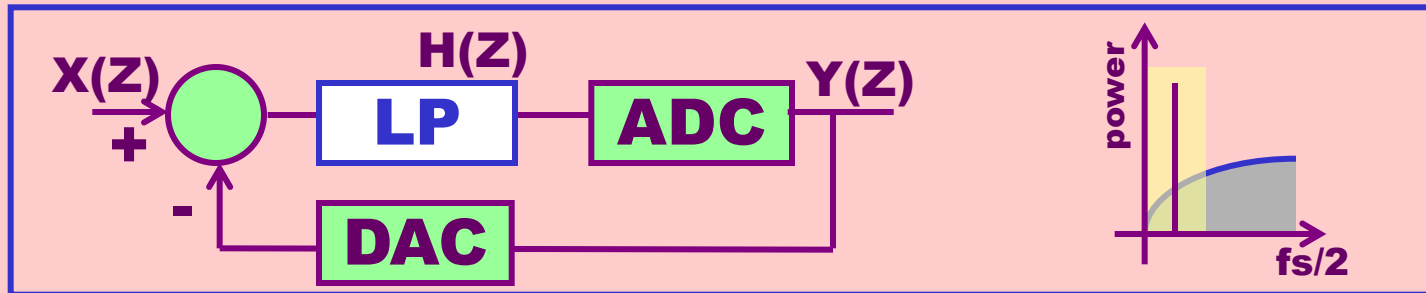 X(Z)
H(Z)
LP
ADC
Y(Z)
+
-
DAC
power
fs/2